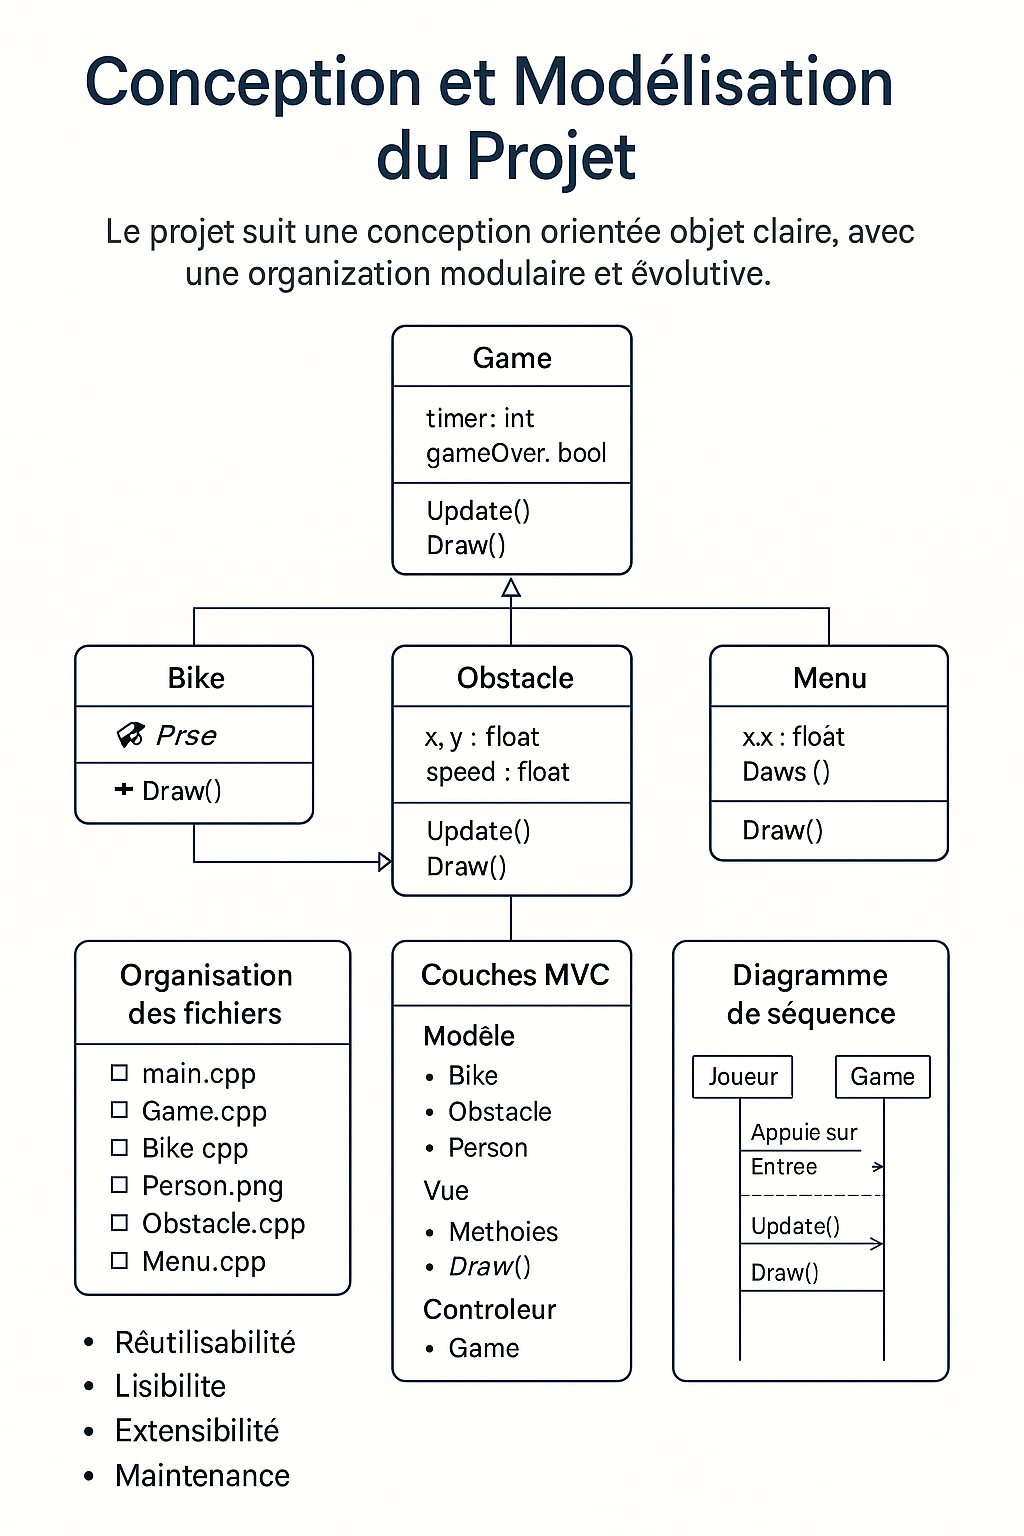 Conception et Modélisation
du Projet
Le projet suit une conception orientée objet claire, avec
une organization modulaire et évolutive.
Game
timer: int
gameOver. bool
Update()
Draw()
Bike
Prse
+ Draw()
Obstacle
x, y : float
speed : float
Update()
Draw()
Menu
x.x : floát
Daws ()
Draw()
Organisation
des fichiers
main.cpp
Game.cpp
Bike cpp
Person.png
Obstacle.cpp
Menu.cpp
• Rêutilisabilité
• Lisibilite
• Extensibilité
• Maintenance
Couches MVC
Modêle
• Bike
• Obstacle
• Person
Vue
• Methoies
• Draw()
Controleur
• Game
Diagramme
de séquence
Joueur
Game
Appuie sur
Entree
Update()
Draw()